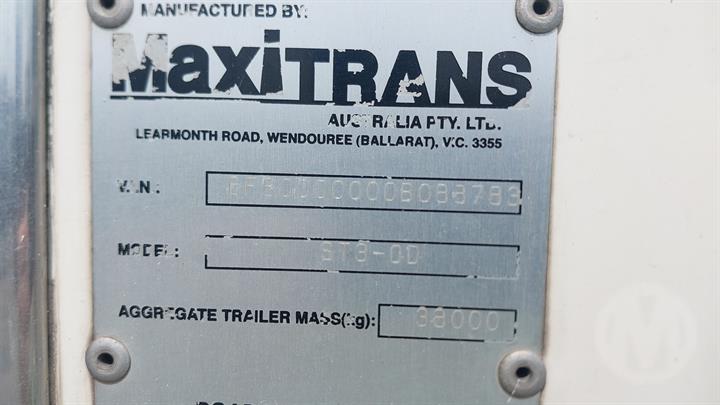 MANUFACTURED BY:
MaxiTRANS
AUSTRALIA PTY. LTD.
LEARMONTH ROAD, WENDOUREE (BALLARAT), VIC. 3355
V.I.N.:
MODEL: ST3-OD
AGGREGATE TRAILER MASS(kg): 38000